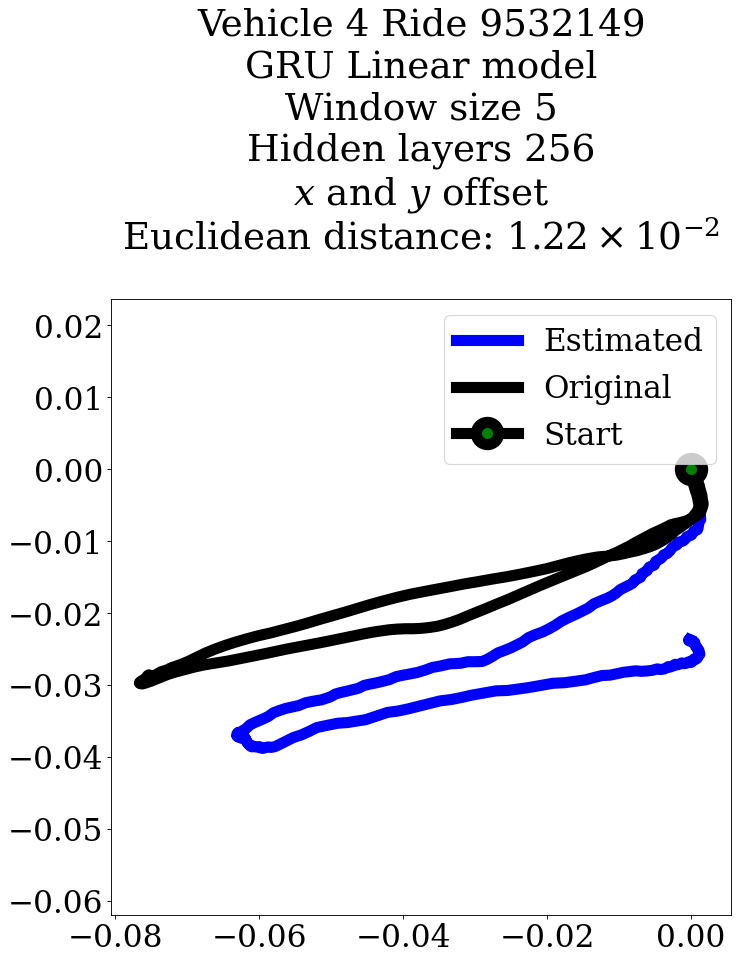 Vehicle 4 Ride 9532149
GRU Linear model
Window size 5
Hidden layers 256
x and y offset
Euclidean distance: 1.22 × 10⁻²
Estimated
Original
Start
0.02
0.01
0.00
−0.01
−0.02
−0.03
−0.04
−0.05
−0.06
−0.08 −0.06 −0.04 −0.02 0.00